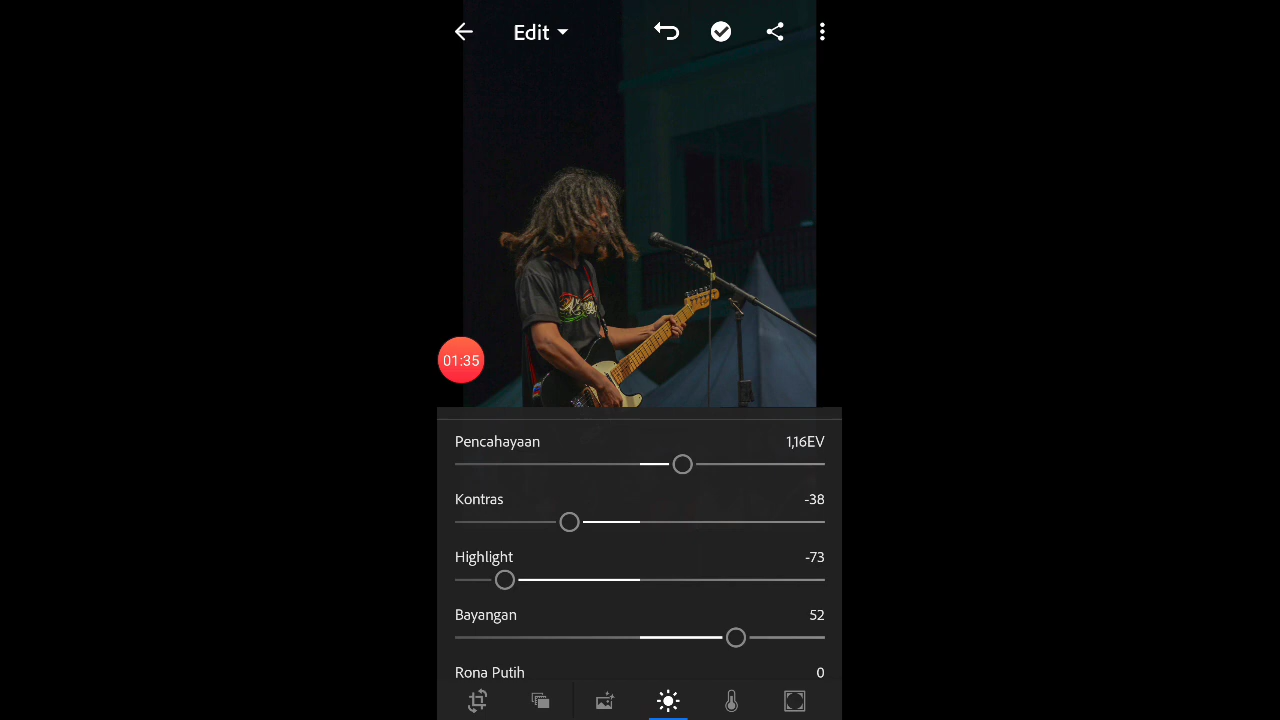 Edit
01:35
Pencahayaan 1,16EV
Kontras -38
Highlight -73
Bayangan 52
Rona Putih 0